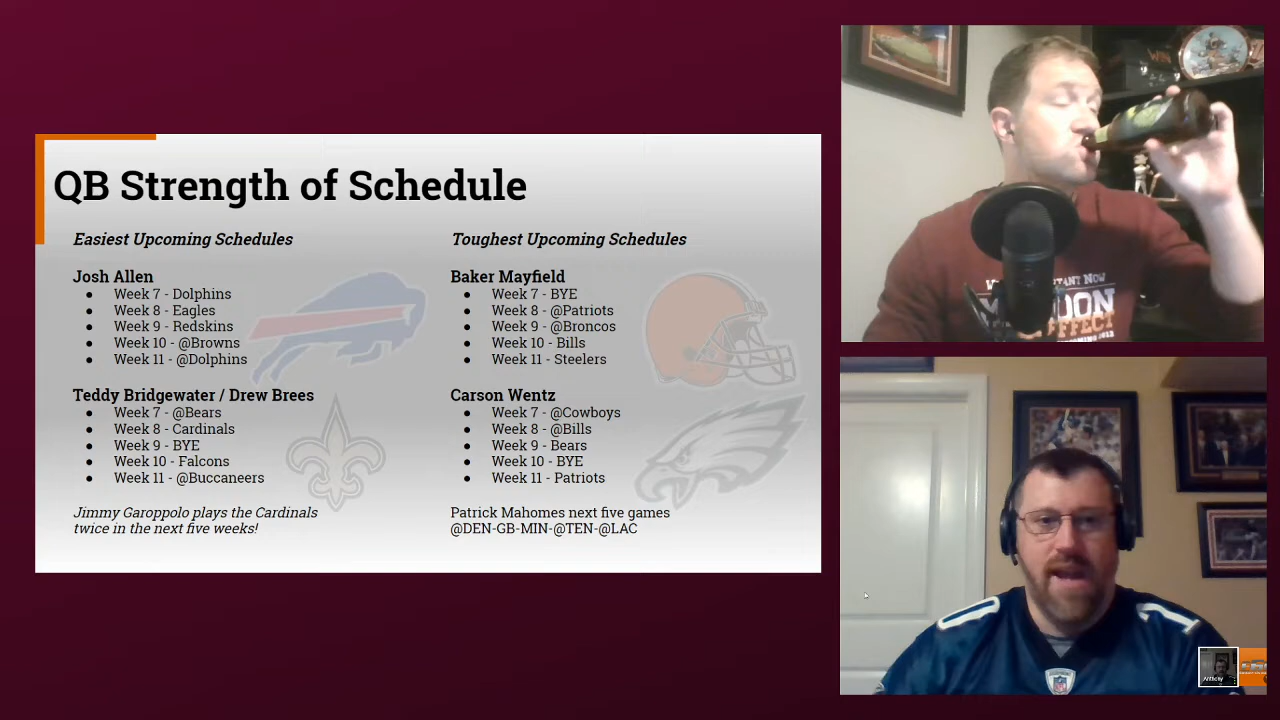 QB Strength of Schedule
Easiest Upcoming Schedules
Josh Allen
● Week 7 - Dolphins
● Week 8 - Eagles
● Week 9 - Redskins
● Week 10 - @Browns
● Week 11 - @Dolphins
Teddy Bridgewater / Drew Brees
● Week 7 - @Bears
● Week 8 - Cardinals
● Week 9 - BYE
● Week 10 - Falcons
● Week 11 - @Buccaneers
Jimmy Garoppolo plays the Cardinals
twice in the next five weeks!
Toughest Upcoming Schedules
Baker Mayfield
● Week 7 - BYE
● Week 8 - @Patriots
● Week 9 - @Broncos
● Week 10 - Bills
● Week 11 - Steelers
Carson Wentz
● Week 7 - @Cowboys
● Week 8 - @Bills
● Week 9 - Bears
● Week 10 - BYE
● Week 11 - Patriots
Patrick Mahomes next five games
@DEN-GB-MIN-@TEN-@LAC
WIN
NOW
EFFECT
NFL
Anthony